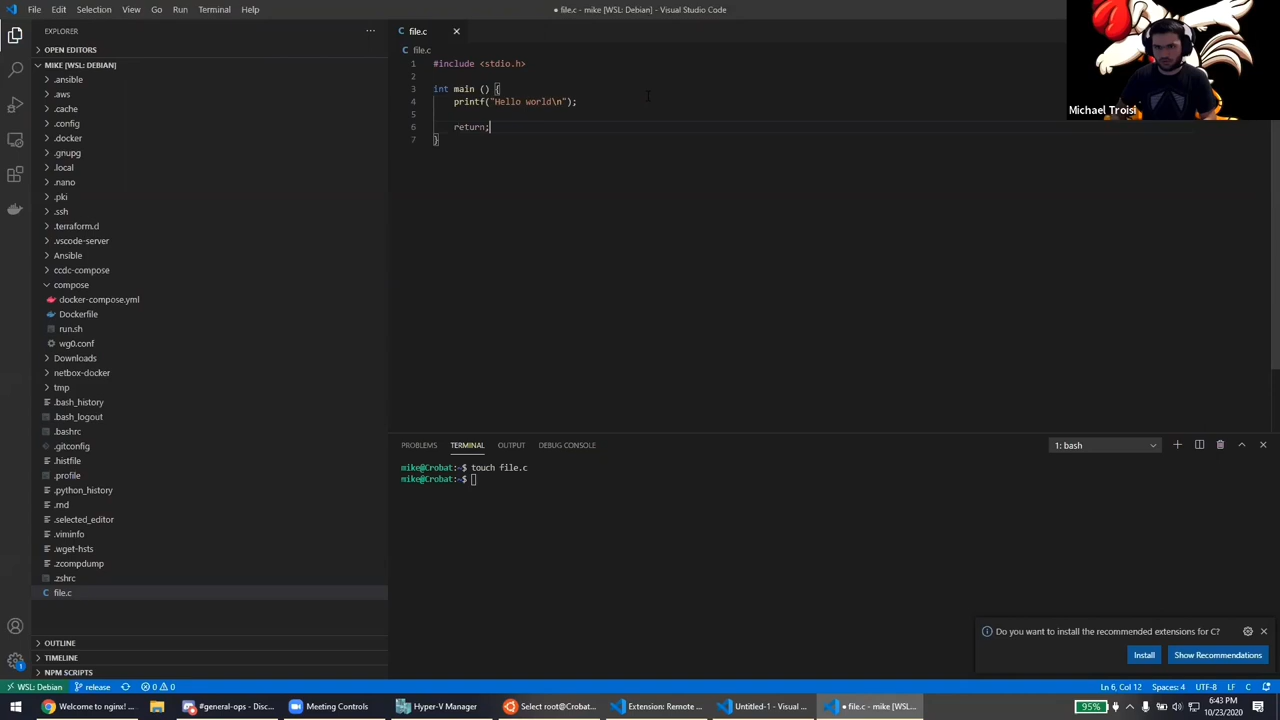 File Edit Selection View Go Run Terminal Help
● file.c - mike [WSL: Debian] - Visual Studio Code
EXPLORER
OPEN EDITORS
MIKE [WSL: DEBIAN]
.ansible
.aws
.cache
.config
.docker
.gnupg
.local
.nano
.pki
.ssh
.terraform.d
.vscode-server
Ansible
ccdc-compose
compose
docker-compose.yml
Dockerfile
run.sh
wg0.conf
Downloads
netbox-docker
tmp
.bash_history
.bash_logout
.bashrc
.gitconfig
.histfile
.profile
.python_history
.rnd
.selected_editor
.viminfo
.wget-hsts
.zcompdump
.zshrc
file.c
OUTLINE
TIMELINE
NPM SCRIPTS
file.c
file.c
1 #include <stdio.h>
2
3 int main () {
4 printf("Hello world\n");
5
6 return;
7 }
Michael Troisi
PROBLEMS TERMINAL OUTPUT DEBUG CONSOLE
1: bash
mike@Crobat:~$ touch file.c
mike@Crobat:~$
Do you want to install the recommended extensions for C?
Install Show Recommendations
1
WSL: Debian release 0 0
Ln 6, Col 12 Spaces: 4 UTF-8 LF C
Welcome to nginx! ... #general-ops - Disc... Meeting Controls Hyper-V Manager Select root@Crobat... Extension: Remote ... Untitled-1 - Visual ... ● file.c - mike [WSL...
95%
6:43 PM
10/23/2020